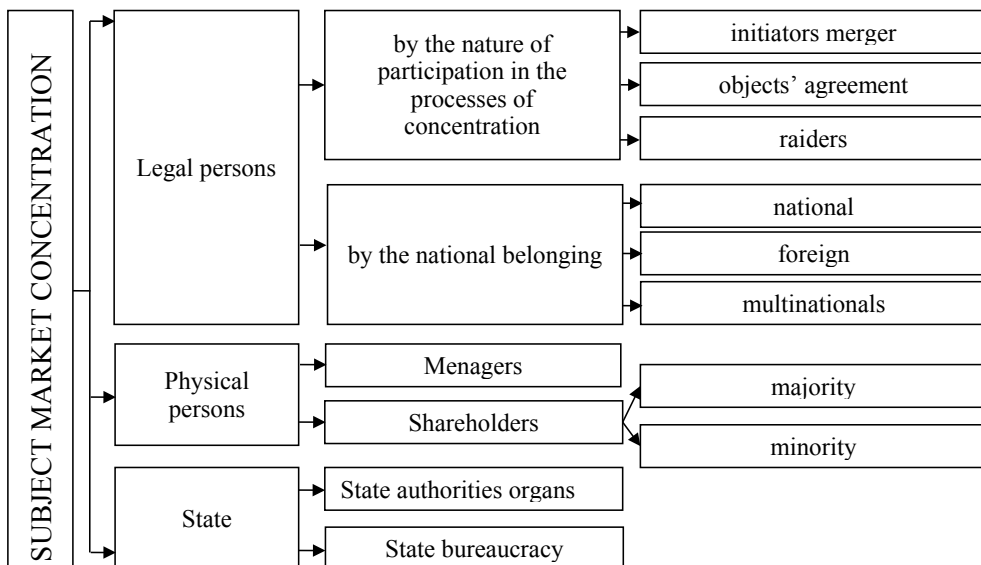 SUBJECT MARKET CONCENTRATION
Legal persons
by the nature of
participation in the
processes of
concentration
initiators merger
objects’ agreement
raiders
by the national belonging
national
foreign
multinationals
Physical
persons
Menagers
Shareholders
majority
minority
State
State authorities organs
State bureaucracy